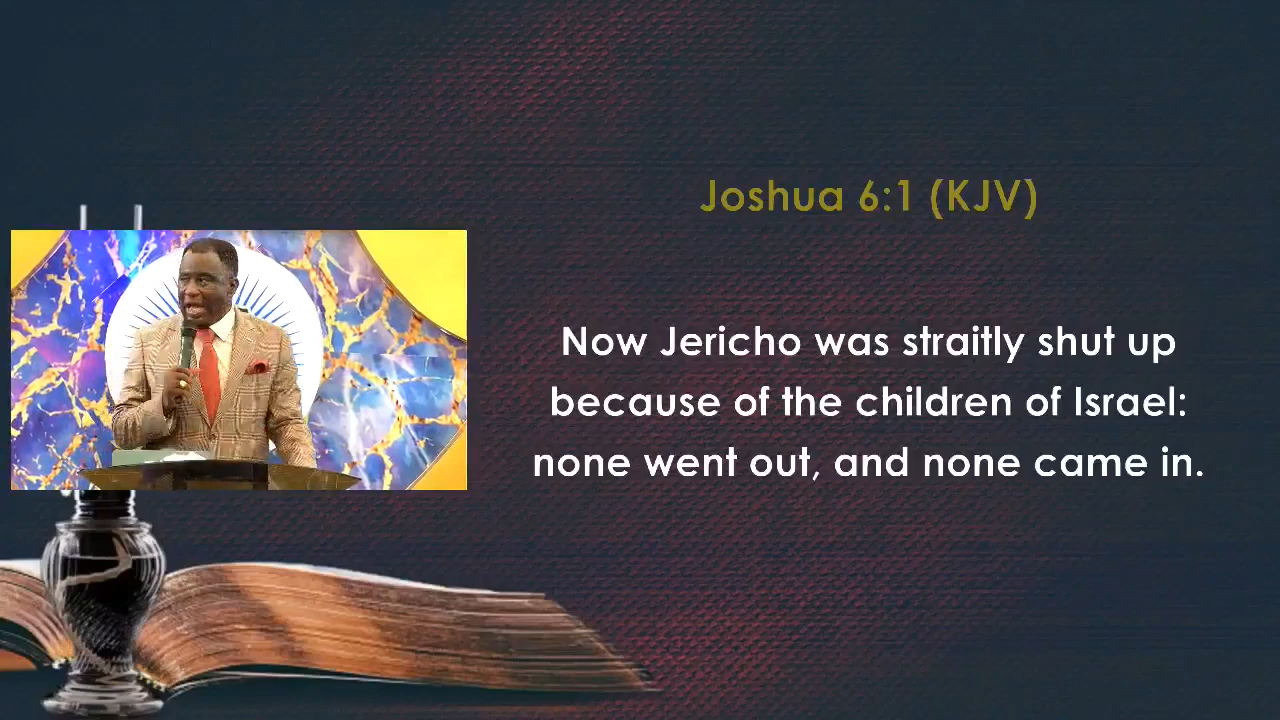 Joshua 6:1 (KJV)
Now Jericho was straitly shut up
because of the children of Israel:
none went out, and none came in.